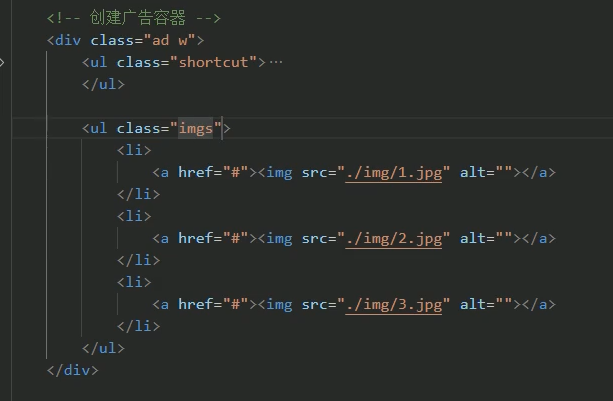 <!-- 创建广告容器 -->
<div class="ad w">
<ul class="shortcut">…
</ul>
<ul class="imgs">
<li>
<a href="#"><img src="./img/1.jpg" alt=""></a>
</li>
<li>
<a href="#"><img src="./img/2.jpg" alt=""></a>
</li>
<li>
<a href="#"><img src="./img/3.jpg" alt=""></a>
</li>
</ul>
</div>